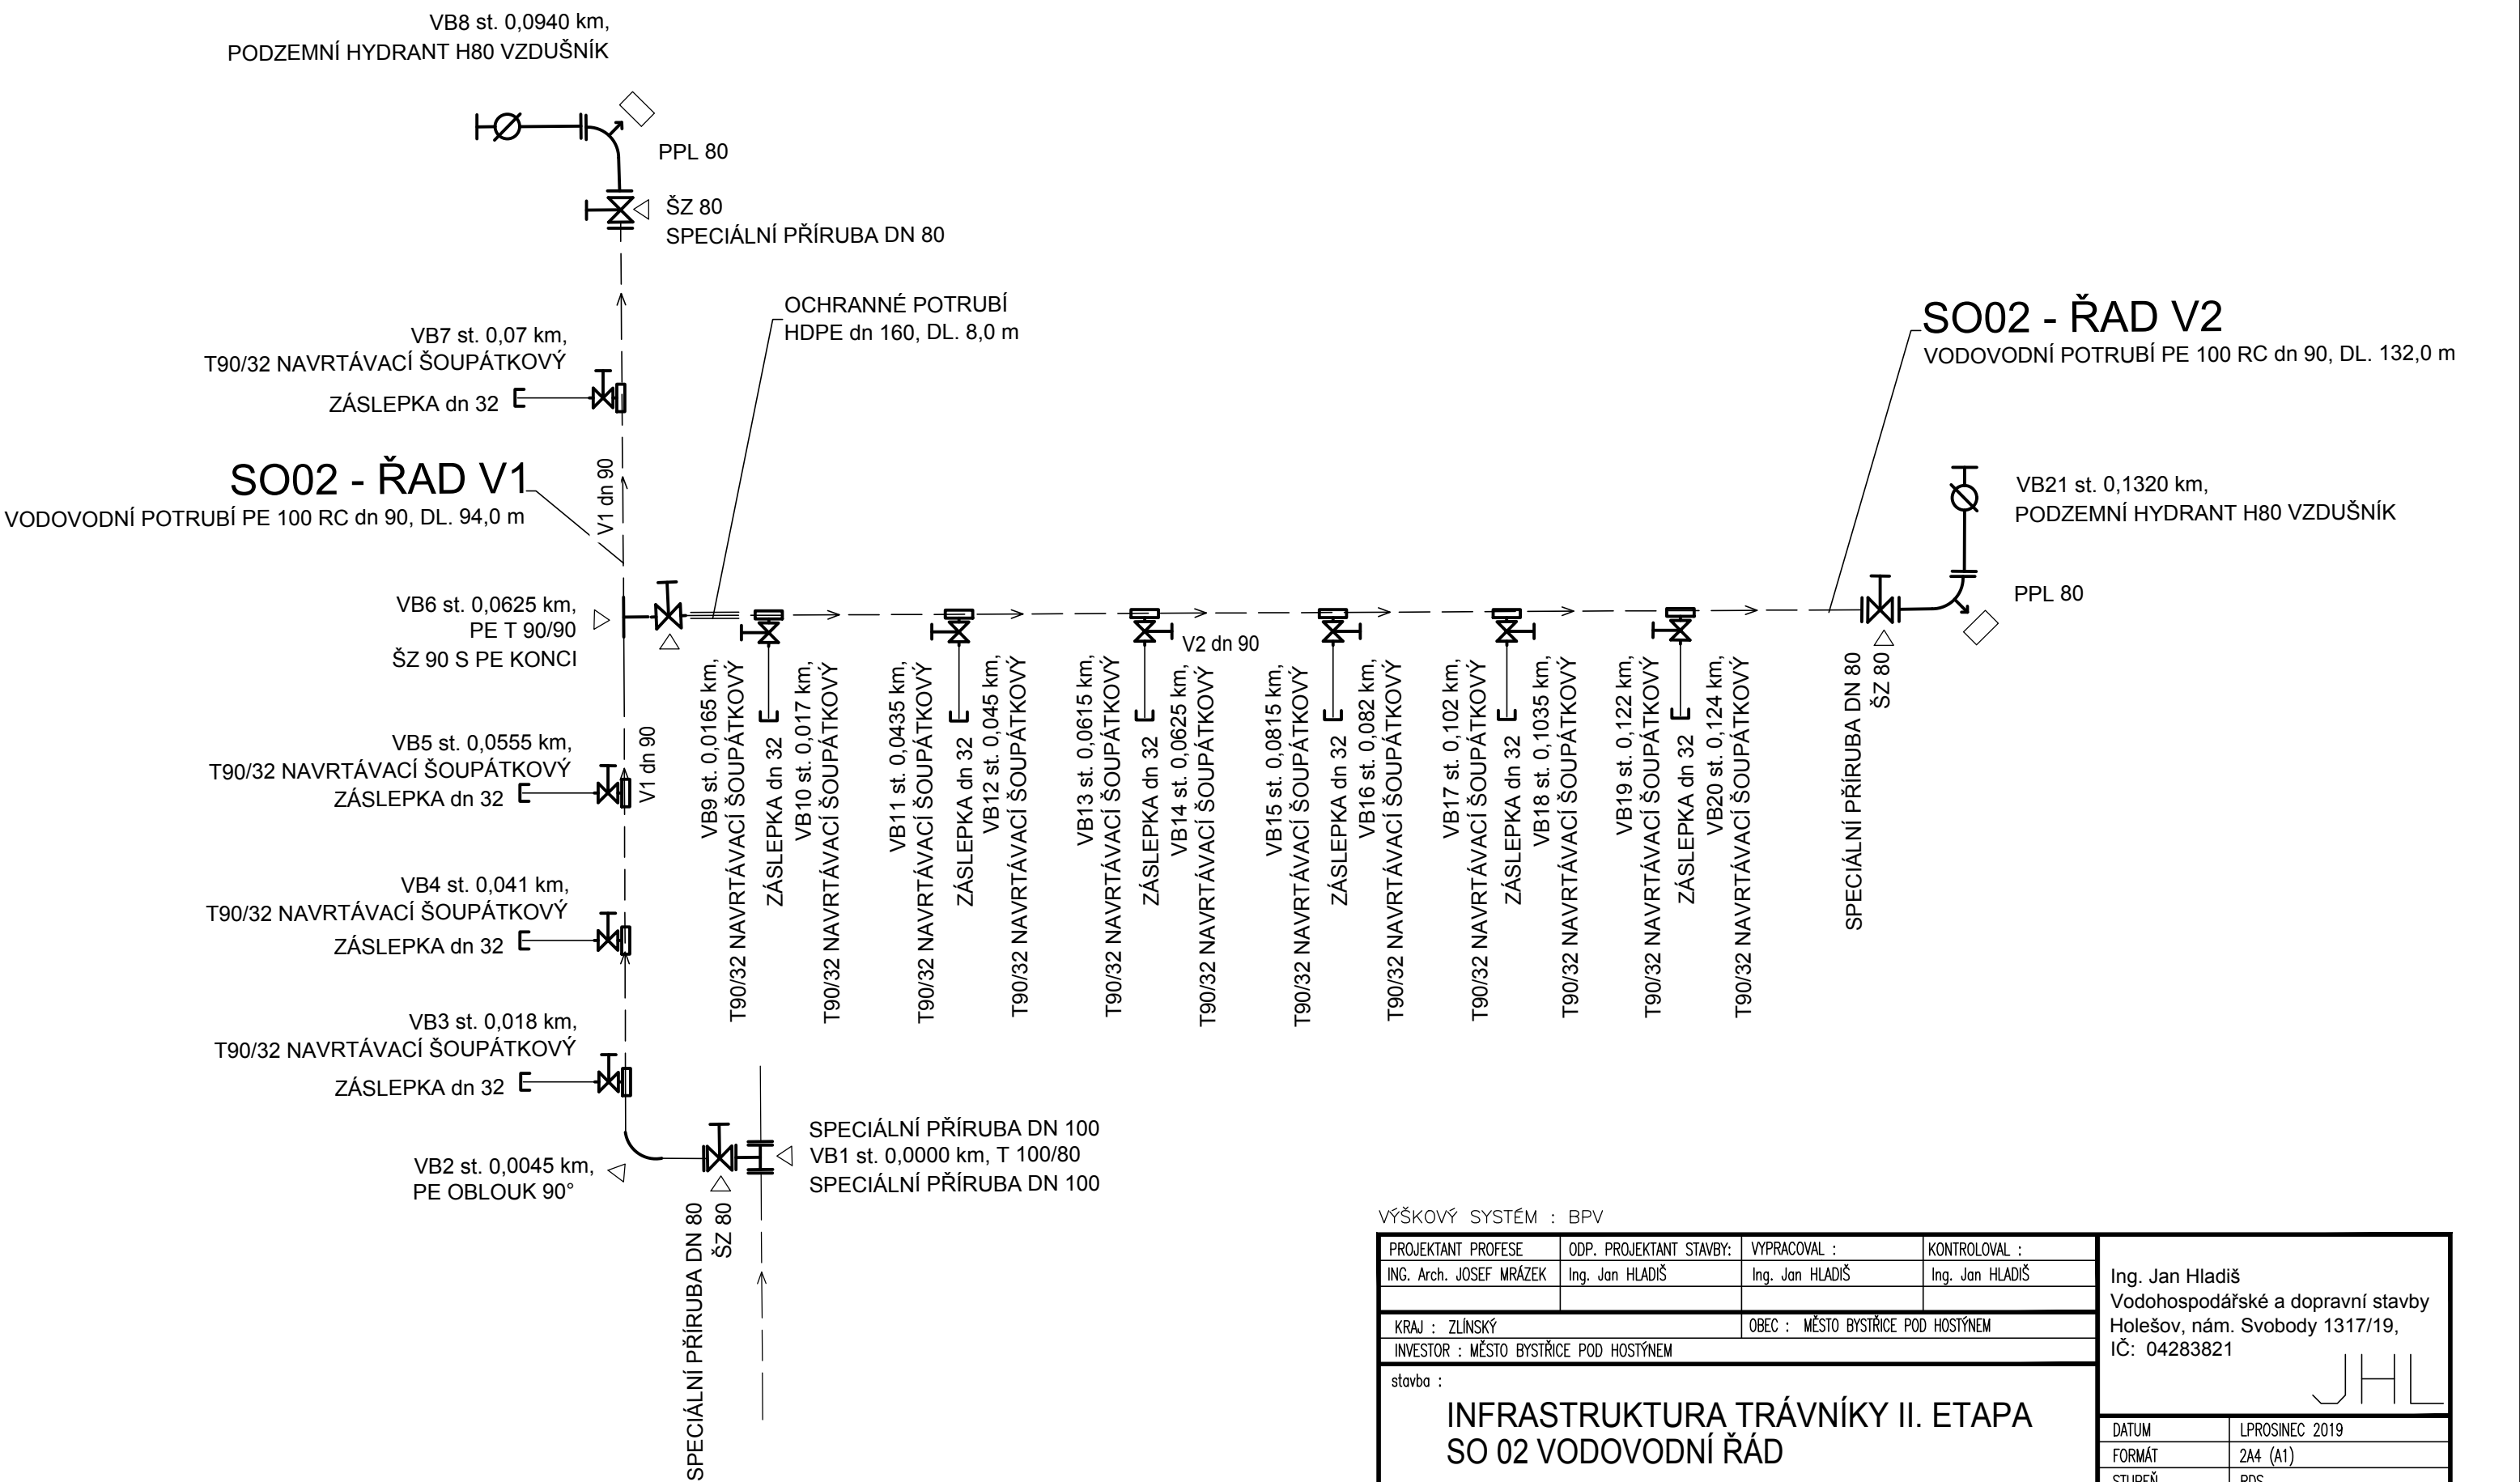 VB8 st. 0,0940 km,
PODZEMNÍ HYDRANT H80 VZDUŠNÍK
PPL 80
ŠZ 80
SPECIÁLNÍ PŘÍRUBA DN 80
OCHRANNÉ POTRUBÍ
HDPE dn 160, DL. 8,0 m
VB7 st. 0,07 km,
T90/32 NAVRTÁVACÍ ŠOUPÁTKOVÝ
ZÁSLEPKA dn 32
SO02 - ŘAD V2
VODOVODNÍ POTRUBÍ PE 100 RC dn 90, DL. 132,0 m
SO02 - ŘAD V1
VODOVODNÍ POTRUBÍ PE 100 RC dn 90, DL. 94,0 m
V1 dn 90
VB21 st. 0,1320 km,
PODZEMNÍ HYDRANT H80 VZDUŠNÍK
PPL 80
VB6 st. 0,0625 km,
PE T 90/90
ŠZ 90 S PE KONCI
V2 dn 90
VB9 st. 0,0165 km,
T90/32 NAVRTÁVACÍ ŠOUPÁTKOVÝ
ZÁSLEPKA dn 32
VB10 st. 0,017 km,
T90/32 NAVRTÁVACÍ ŠOUPÁTKOVÝ
VB11 st. 0,0435 km,
T90/32 NAVRTÁVACÍ ŠOUPÁTKOVÝ
ZÁSLEPKA dn 32
VB12 st. 0,045 km,
T90/32 NAVRTÁVACÍ ŠOUPÁTKOVÝ
VB13 st. 0,0615 km,
T90/32 NAVRTÁVACÍ ŠOUPÁTKOVÝ
ZÁSLEPKA dn 32
VB14 st. 0,0625 km,
T90/32 NAVRTÁVACÍ ŠOUPÁTKOVÝ
VB15 st. 0,0815 km,
T90/32 NAVRTÁVACÍ ŠOUPÁTKOVÝ
ZÁSLEPKA dn 32
VB16 st. 0,082 km,
T90/32 NAVRTÁVACÍ ŠOUPÁTKOVÝ
VB17 st. 0,102 km,
T90/32 NAVRTÁVACÍ ŠOUPÁTKOVÝ
ZÁSLEPKA dn 32
VB18 st. 0,1035 km,
T90/32 NAVRTÁVACÍ ŠOUPÁTKOVÝ
VB19 st. 0,122 km,
T90/32 NAVRTÁVACÍ ŠOUPÁTKOVÝ
ZÁSLEPKA dn 32
VB20 st. 0,124 km,
T90/32 NAVRTÁVACÍ ŠOUPÁTKOVÝ
SPECIÁLNÍ PŘÍRUBA DN 80
ŠZ 80
VB5 st. 0,0555 km,
T90/32 NAVRTÁVACÍ ŠOUPÁTKOVÝ
ZÁSLEPKA dn 32
V1 dn 90
VB4 st. 0,041 km,
T90/32 NAVRTÁVACÍ ŠOUPÁTKOVÝ
ZÁSLEPKA dn 32
VB3 st. 0,018 km,
T90/32 NAVRTÁVACÍ ŠOUPÁTKOVÝ
ZÁSLEPKA dn 32
VB2 st. 0,0045 km,
PE OBLOUK 90°
SPECIÁLNÍ PŘÍRUBA DN 100
VB1 st. 0,0000 km, T 100/80
SPECIÁLNÍ PŘÍRUBA DN 100
SPECIÁLNÍ PŘÍRUBA DN 80
ŠZ 80
VÝŠKOVÝ SYSTÉM : BPV
PROJEKTANT PROFESE ODP. PROJEKTANT STAVBY: VYPRACOVAL : KONTROLOVAL :
ING. Arch. JOSEF MRÁZEK Ing. Jan HLADIŠ Ing. Jan HLADIŠ Ing. Jan HLADIŠ
KRAJ : ZLÍNSKÝ OBEC : MĚSTO BYSTŘICE POD HOSTÝNEM
INVESTOR : MĚSTO BYSTŘICE POD HOSTÝNEM
Ing. Jan Hladiš
Vodohospodářské a dopravní stavby
Holešov, nám. Svobody 1317/19,
IČ: 04283821
JHL
stavba :
INFRASTRUKTURA TRÁVNÍKY II. ETAPA
SO 02 VODOVODNÍ ŘÁD
DATUM LPROSINEC 2019
FORMÁT 2A4 (A1)
STUPEŇ PDS